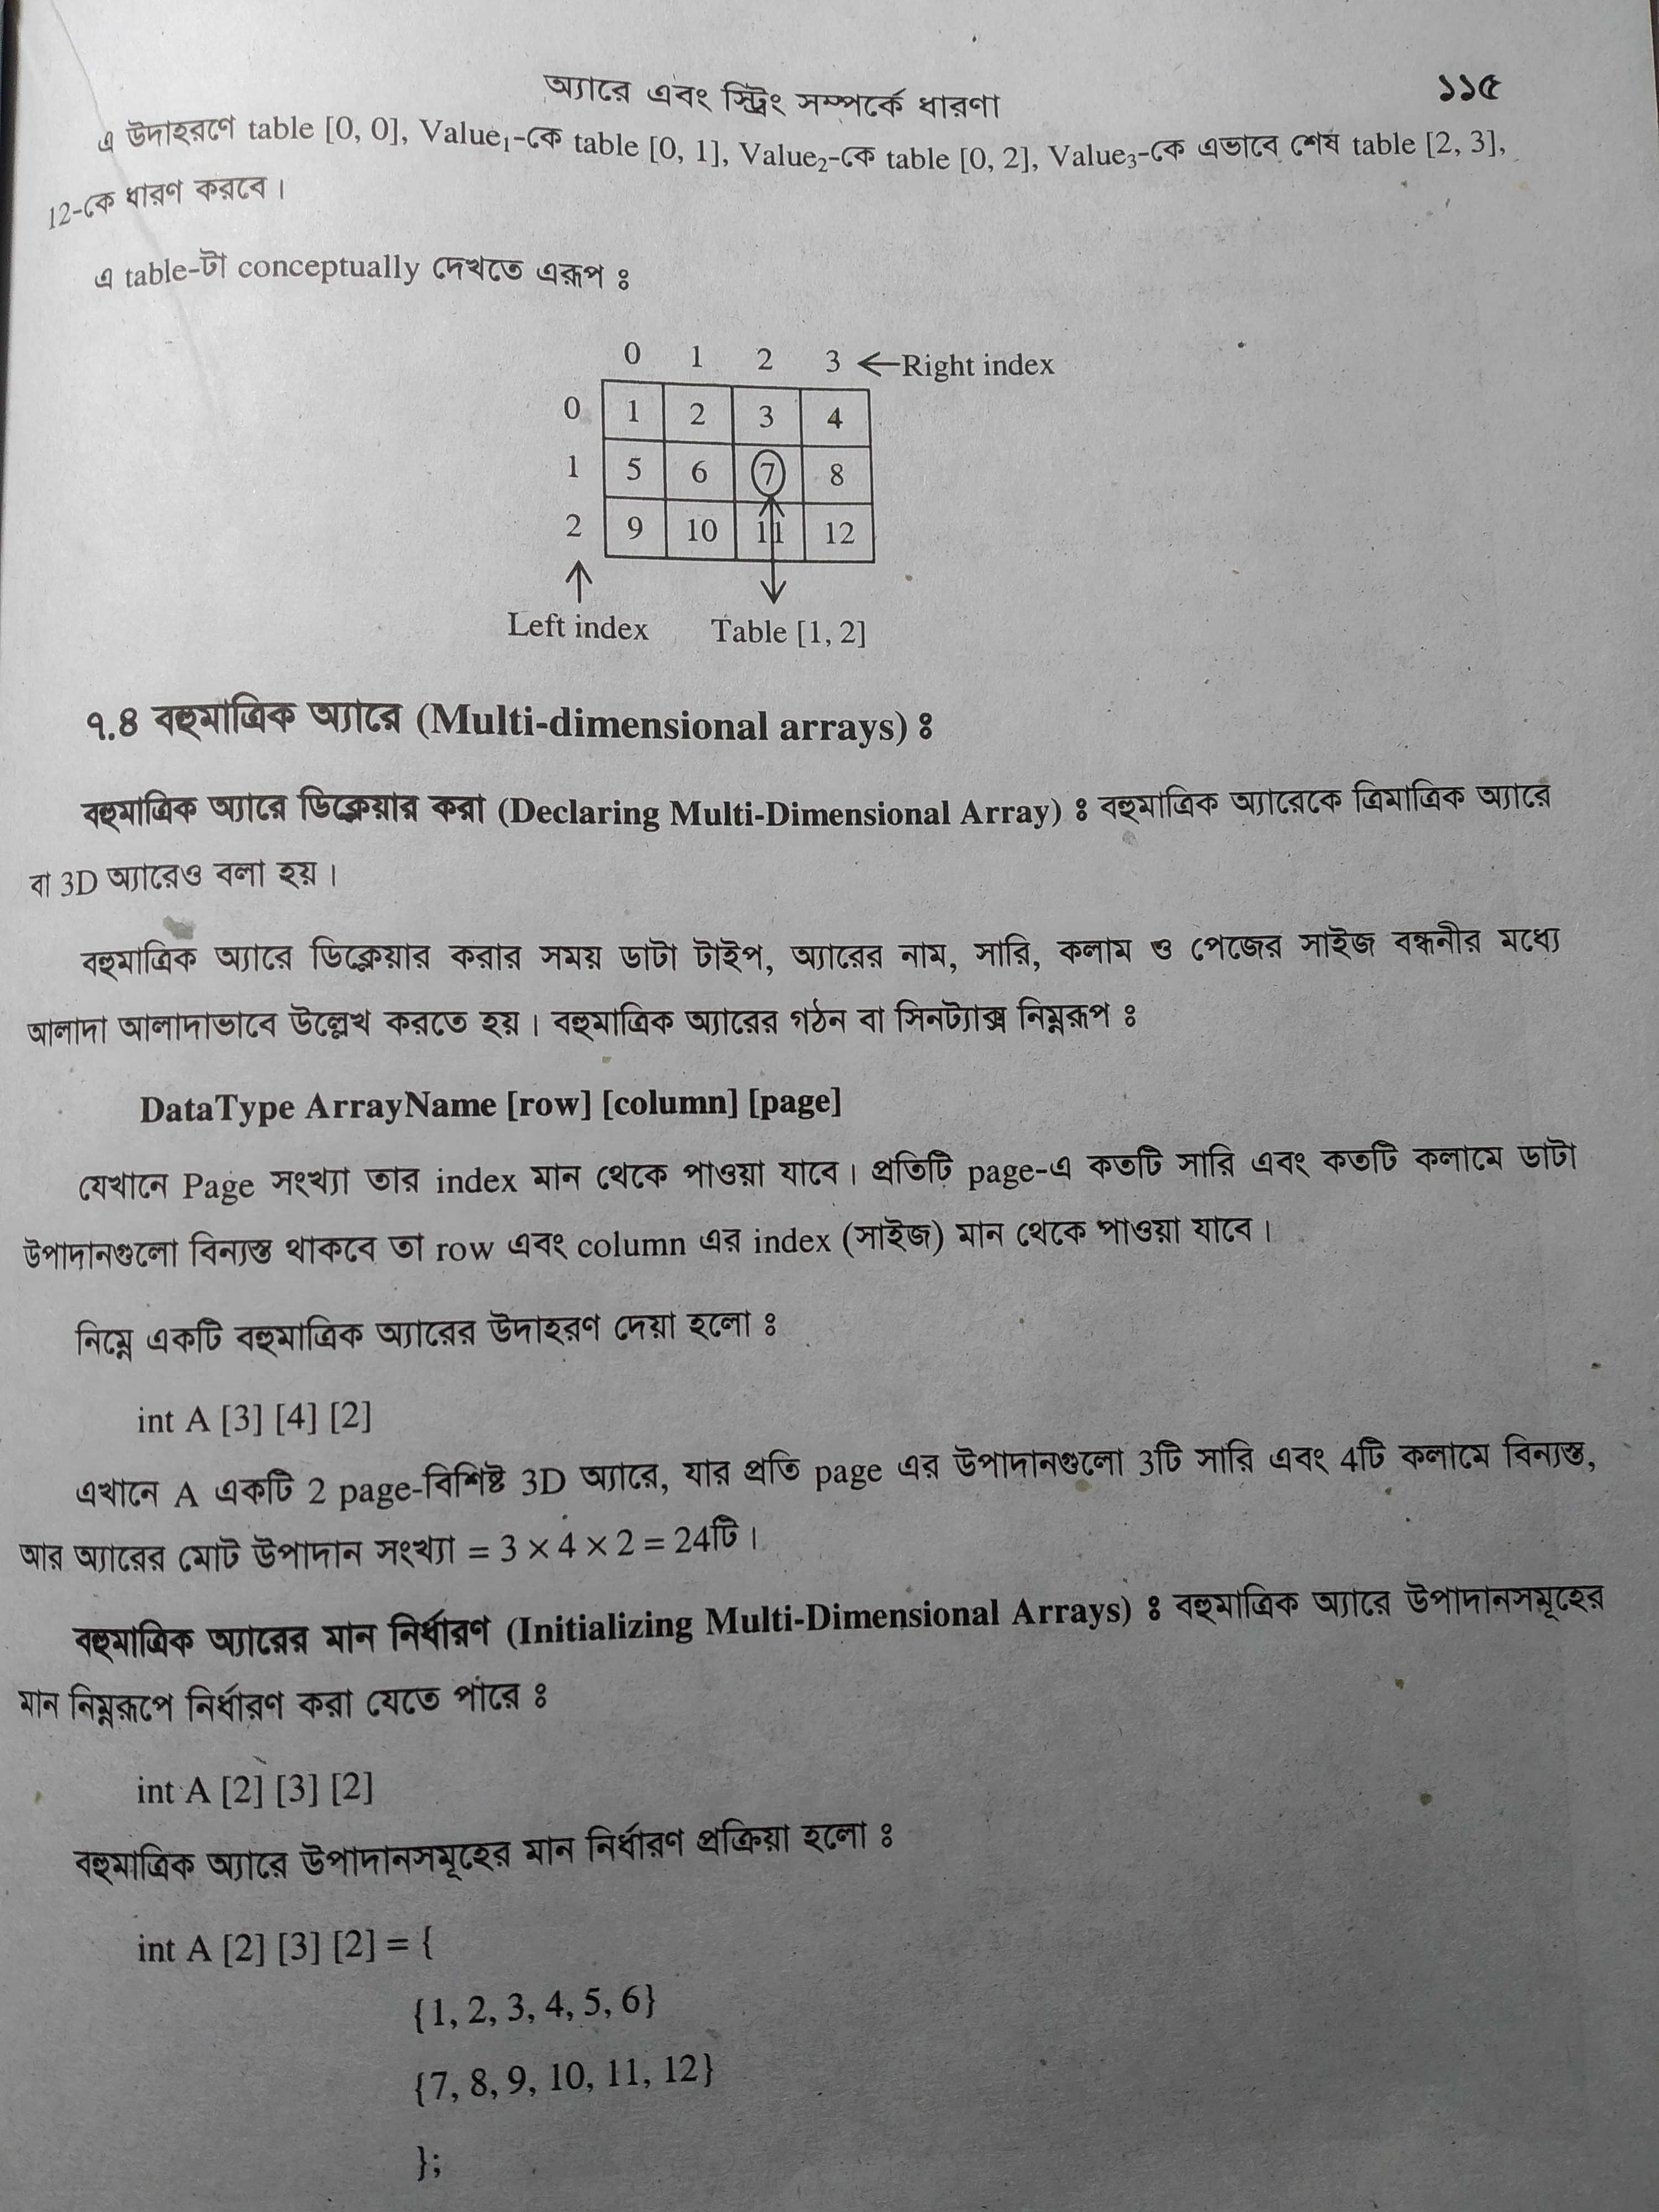 অ্যারে এবং স্ট্রিং সম্পর্কে ধারণা ১১৫
এ উদাহরণে table [0, 0], Value₁-কে table [0, 1], Value₂-কে table [0, 2], Value₃-কে এভাবে শেষ table [2, 3],
12-কে ধারণ করবে।
এ table-টা conceptually দেখতে এরূপ ঃ
0 1 2 3 ←Right index
0 1 2 3 4
1 5 6 7 8
2 9 10 11 12
Left index Table [1, 2]
৭.৪ বহুমাত্রিক অ্যারে (Multi-dimensional arrays) ঃ
বহুমাত্রিক অ্যারে ডিক্লেয়ার করা (Declaring Multi-Dimensional Array) ঃ বহুমাত্রিক অ্যারেকে ত্রিমাত্রিক অ্যারে
বা 3D অ্যারেও বলা হয়।
বহুমাত্রিক অ্যারে ডিক্লেয়ার করার সময় ডাটা টাইপ, অ্যারের নাম, সারি, কলাম ও পেজের সাইজ বন্ধনীর মধ্যে
আলাদা আলাদাভাবে উল্লেখ করতে হয়। বহুমাত্রিক অ্যারের গঠন বা সিনট্যাক্স নিম্নরূপ ঃ
DataType ArrayName [row] [column] [page]
যেখানে Page সংখ্যা তার index মান থেকে পাওয়া যাবে। প্রতিটি page-এ কতটি সারি এবং কতটি কলামে ডাটা
উপাদানগুলো বিন্যস্ত থাকবে তা row এবং column এর index (সাইজ) মান থেকে পাওয়া যাবে।
নিম্নে একটি বহুমাত্রিক অ্যারের উদাহরণ দেয়া হলো ঃ
int A [3] [4] [2]
এখানে A একটি 2 page-বিশিষ্ট 3D অ্যারে, যার প্রতি page এর উপাদানগুলো 3টি সারি এবং 4টি কলামে বিন্যস্ত,
আর অ্যারের মোট উপাদান সংখ্যা = 3 × 4 × 2 = 24টি।
বহুমাত্রিক অ্যারের মান নির্ধারণ (Initializing Multi-Dimensional Arrays) ঃ বহুমাত্রিক অ্যারে উপাদানসমূহের
মান নিম্নরূপে নির্ধারণ করা যেতে পারে ঃ
int A [2] [3] [2]
বহুমাত্রিক অ্যারে উপাদানসমূহের মান নির্ধারণ প্রক্রিয়া হলো ঃ
int A [2] [3] [2] = {
{1, 2, 3, 4, 5, 6}
{7, 8, 9, 10, 11, 12}
};